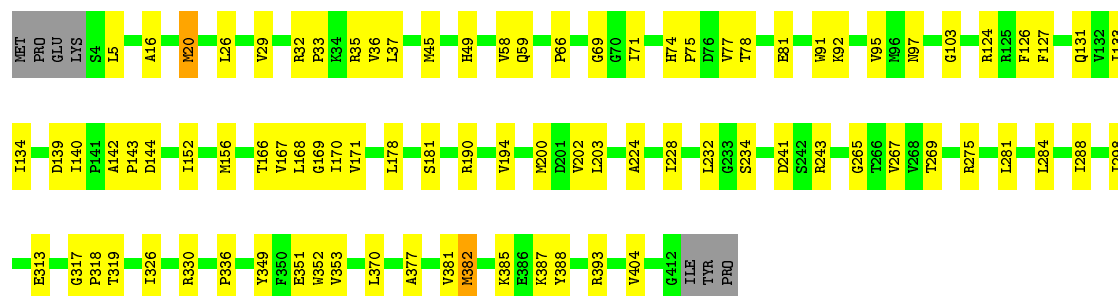 MET PRO GLU LYS S4 L5 A16 M20 L26 V29 R32 P33 K34 R35 V36 L37 M45 H49 V58 Q59 P66 G69 G70 I71 H74 P75 D76 V77 T78 E81 W91 K92 V95 M96 N97 G103 R124 R125 F126 F127 Q131 V132 I133
I134 D139 I140 P141 A142 P143 D144 I152 M156 T166 V167 L168 G169 I170 V171 L178 S181 R190 V194 M200 D201 V202 L203 A224 I228 L232 G233 S234 D241 S242 R243 G265 T266 V267 V268 T269 R275 L281 L284 I288 I298
E313 G317 P318 T319 I326 R330 P336 Y349 F350 E351 W352 V353 L370 A377 V381 M382 K385 E386 K387 Y388 R393 V404 G412 ILE TYR PRO